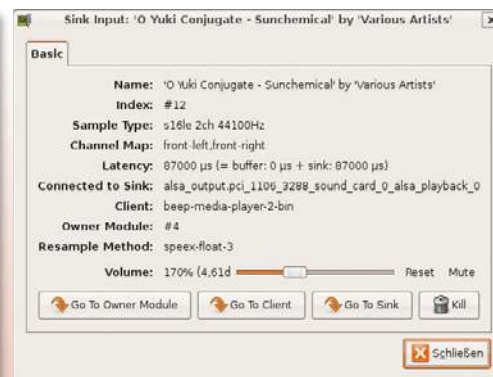 Sink Input: 'O Yuki Conjugate - Sunchemical' by 'Various Artists'
Basic
Name: 'O Yuki Conjugate - Sunchemical' by 'Various Artists'
Index: #12
Sample Type: s16le 2ch 44100Hz
Channel Map: front-left,front-right
Latency: 87000 µs (= buffer: 0 µs + sink: 87000 µs)
Connected to Sink: alsa_output.pci_1106_3288_sound_card_0_alsa_playback_0
Client: beep-media-player-2-bin
Owner Module: #4
Resample Method: speex-float-3
Volume: 170% (4,61d Reset Mute
Go To Owner Module Go To Client Go To Sink Kill
Schließen